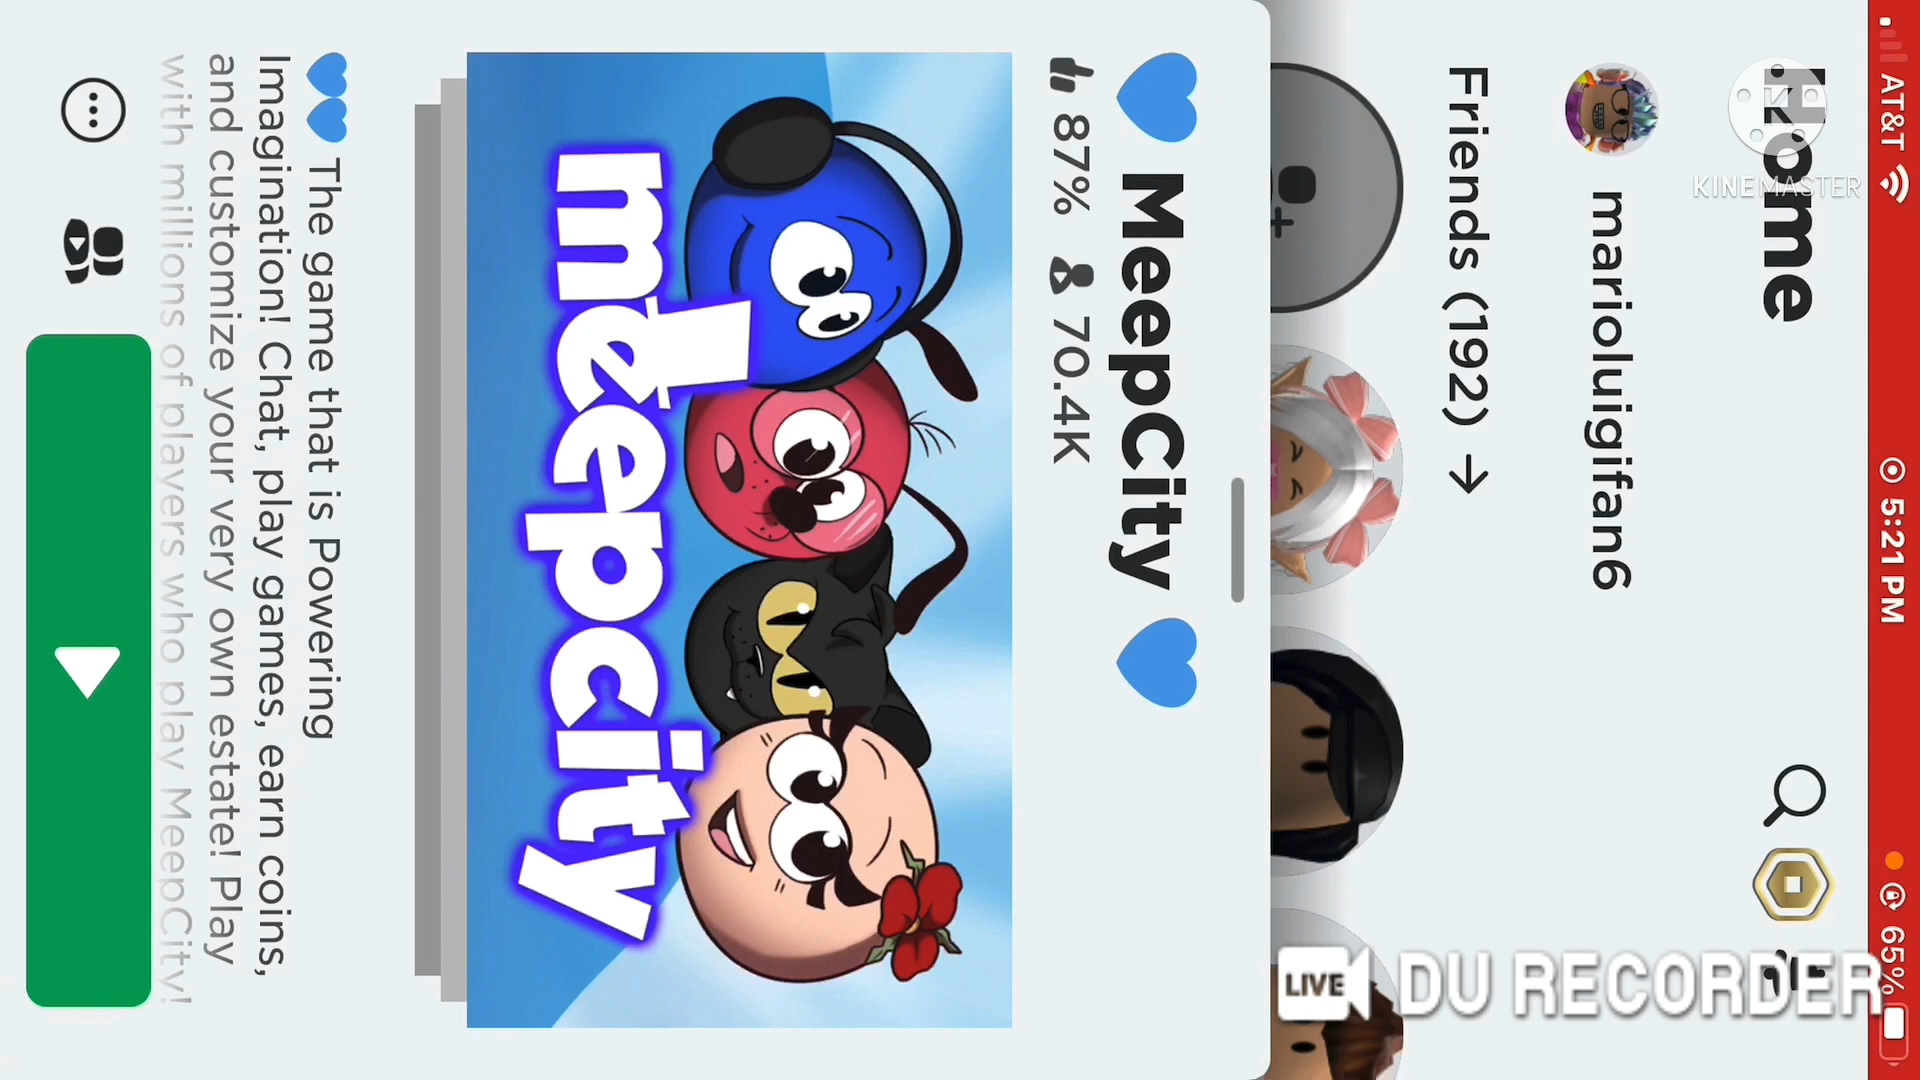 AT&T 5:21 PM 65%
Home
KINEMASTER
marioluigifan6
Friends (192) →
💙 MeepCity 💙
87% 70.4K
meepcity
💙💙 The game that is Powering
Imagination! Chat, play games, earn coins,
and customize your very own estate! Play
with millions of players who play MeepCity!
LIVE DU RECORDER